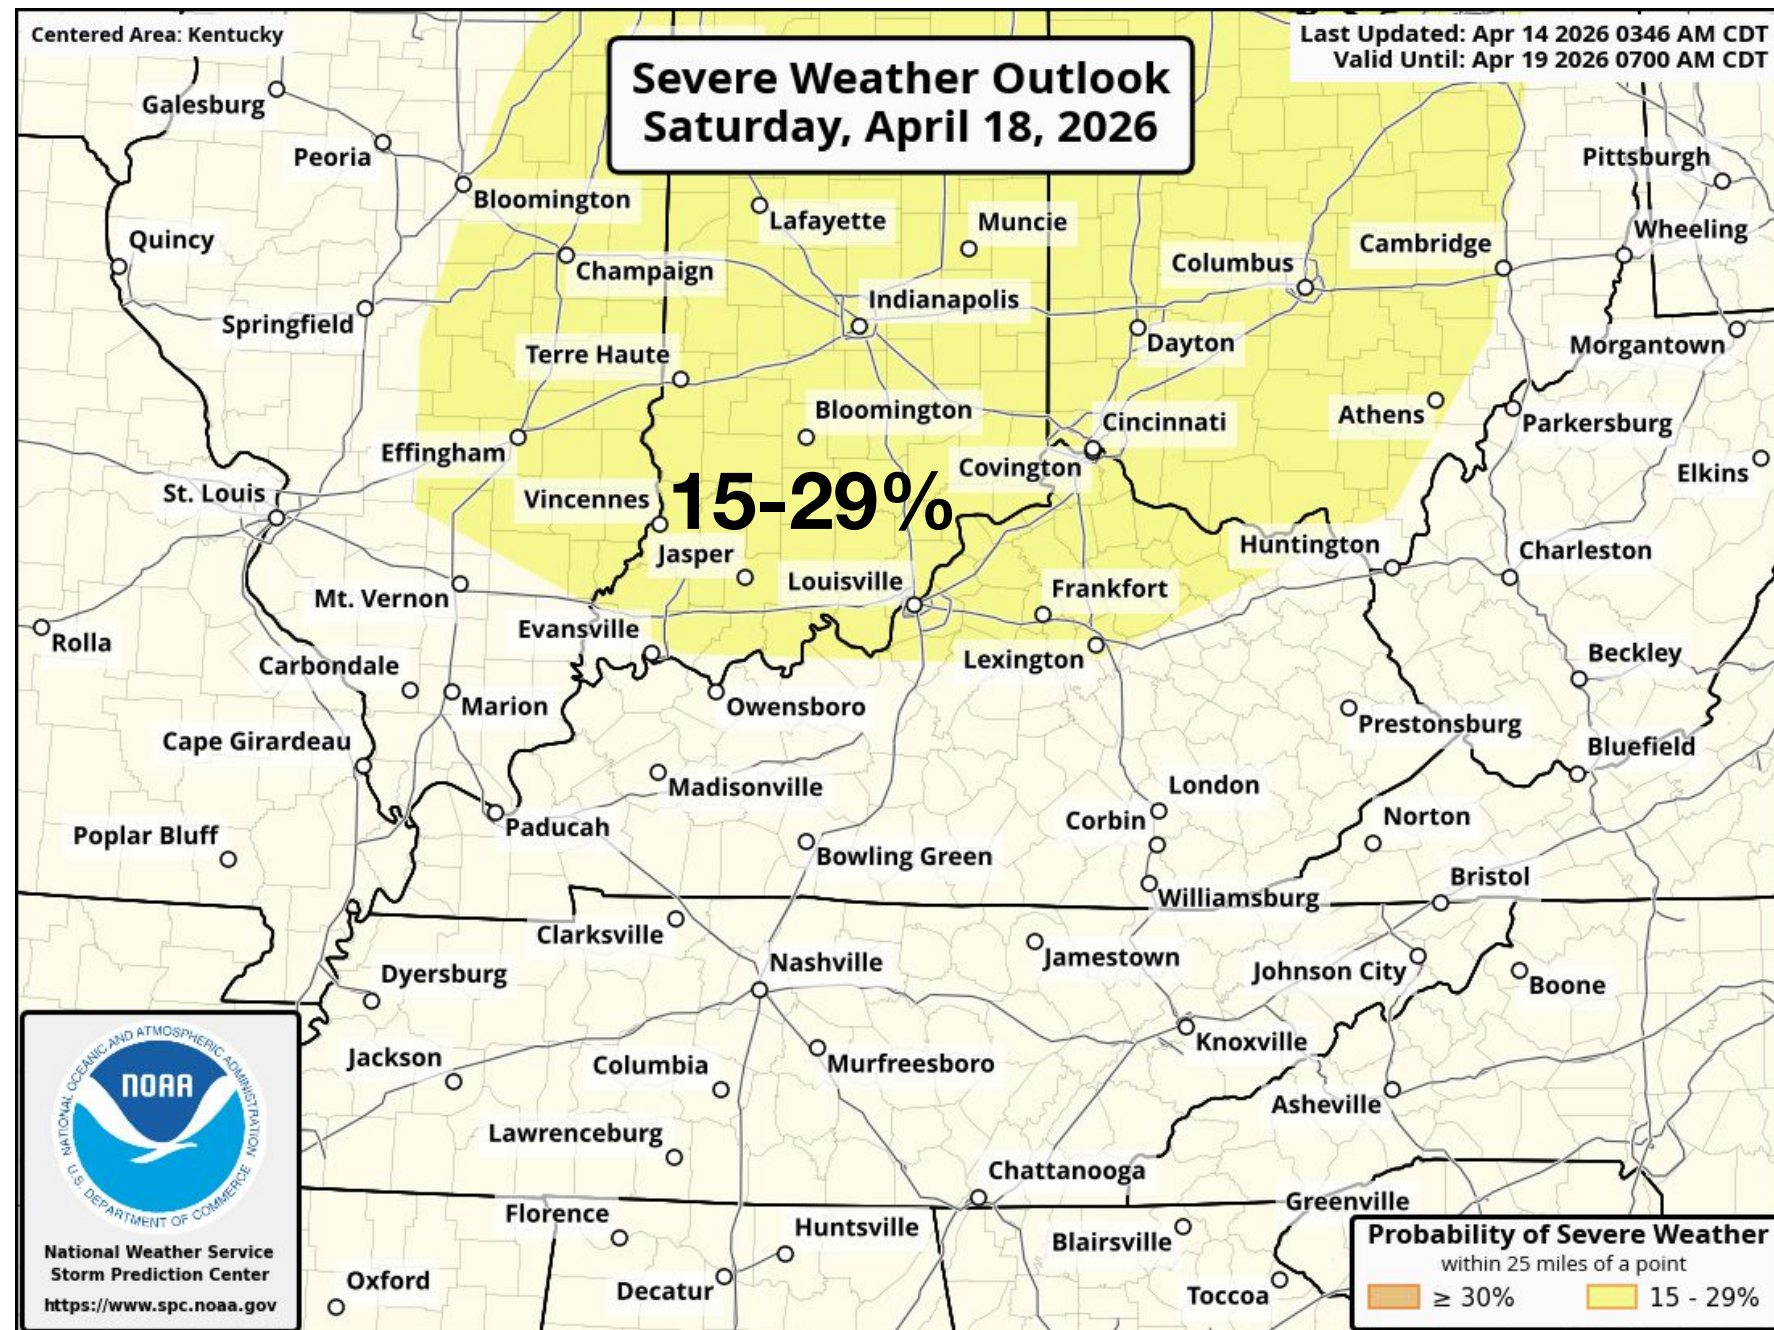 Centered Area: Kentucky
Last Updated: Apr 14 2026 0346 AM CDT
Valid Until: Apr 19 2026 0700 AM CDT
Severe Weather Outlook
Saturday, April 18, 2026
Galesburg
Peoria
Pittsburgh
Bloomington
Lafayette
Muncie
Wheeling
Quincy
Cambridge
Columbus
Champaign
Indianapolis
Springfield
Dayton
Morgantown
Terre Haute
Bloomington
Cincinnati
Athens
Parkersburg
Effingham
Covington
Elkins
St. Louis
Vincennes
15-29%
Jasper
Huntington
Charleston
Louisville
Frankfort
Mt. Vernon
Evansville
Rolla
Lexington
Beckley
Carbondale
Marion
Owensboro
Prestonsburg
Cape Girardeau
Bluefield
Madisonville
London
Poplar Bluff
Paducah
Corbin
Norton
Bowling Green
Bristol
Williamsburg
Clarksville
Nashville
Jamestown
Johnson City
Dyersburg
Boone
Knoxville
Jackson
Columbia
Murfreesboro
Asheville
Lawrenceburg
Chattanooga
Greenville
Florence
Huntsville
Blairsville
Oxford
Decatur
Toccoa
NATIONAL OCEANIC AND ATMOSPHERIC ADMINISTRATION
NOAA
U.S. DEPARTMENT OF COMMERCE
National Weather Service
Storm Prediction Center
https://www.spc.noaa.gov
Probability of Severe Weather
within 25 miles of a point
≥ 30%
15 - 29%